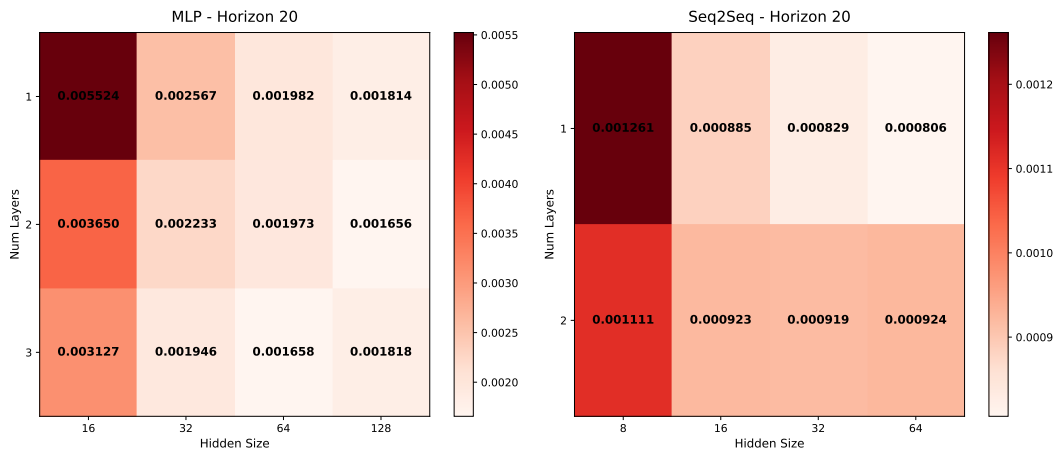 MLP - Horizon 20
Num Layers
1
2
3
0.005524 0.002567 0.001982 0.001814
0.003650 0.002233 0.001973 0.001656
0.003127 0.001946 0.001658 0.001818
16 32 64 128
Hidden Size
0.0055
0.0050
0.0045
0.0040
0.0035
0.0030
0.0025
0.0020
Seq2Seq - Horizon 20
Num Layers
1
2
0.001261 0.000885 0.000829 0.000806
0.001111 0.000923 0.000919 0.000924
8 16 32 64
Hidden Size
0.0012
0.0011
0.0010
0.0009